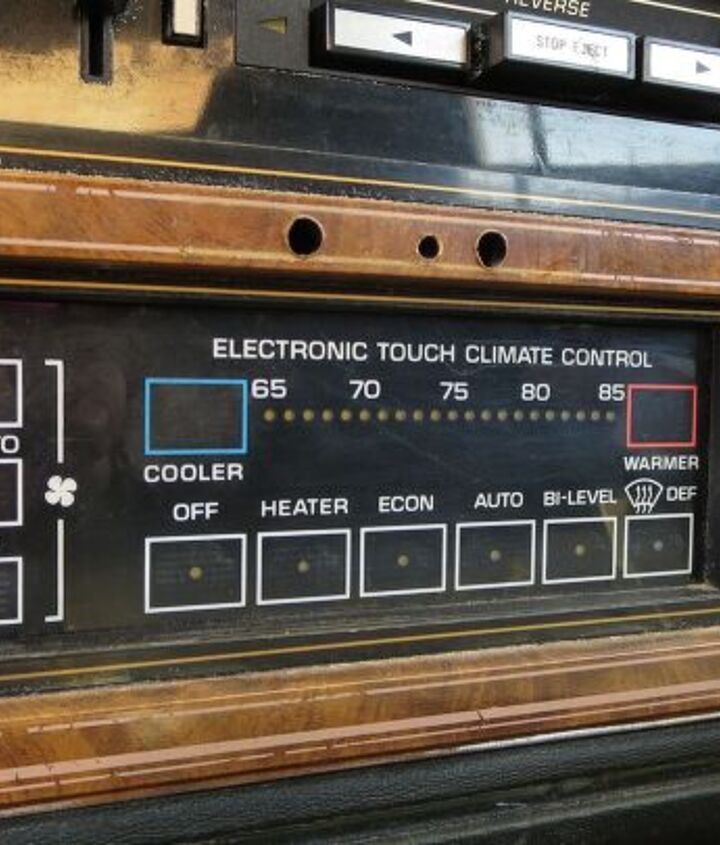 REVERSE
STOP EJECT
ELECTRONIC TOUCH CLIMATE CONTROL
65 70 75 80 85
COOLER
WARMER
OFF HEATER ECON AUTO BI-LEVEL DEF